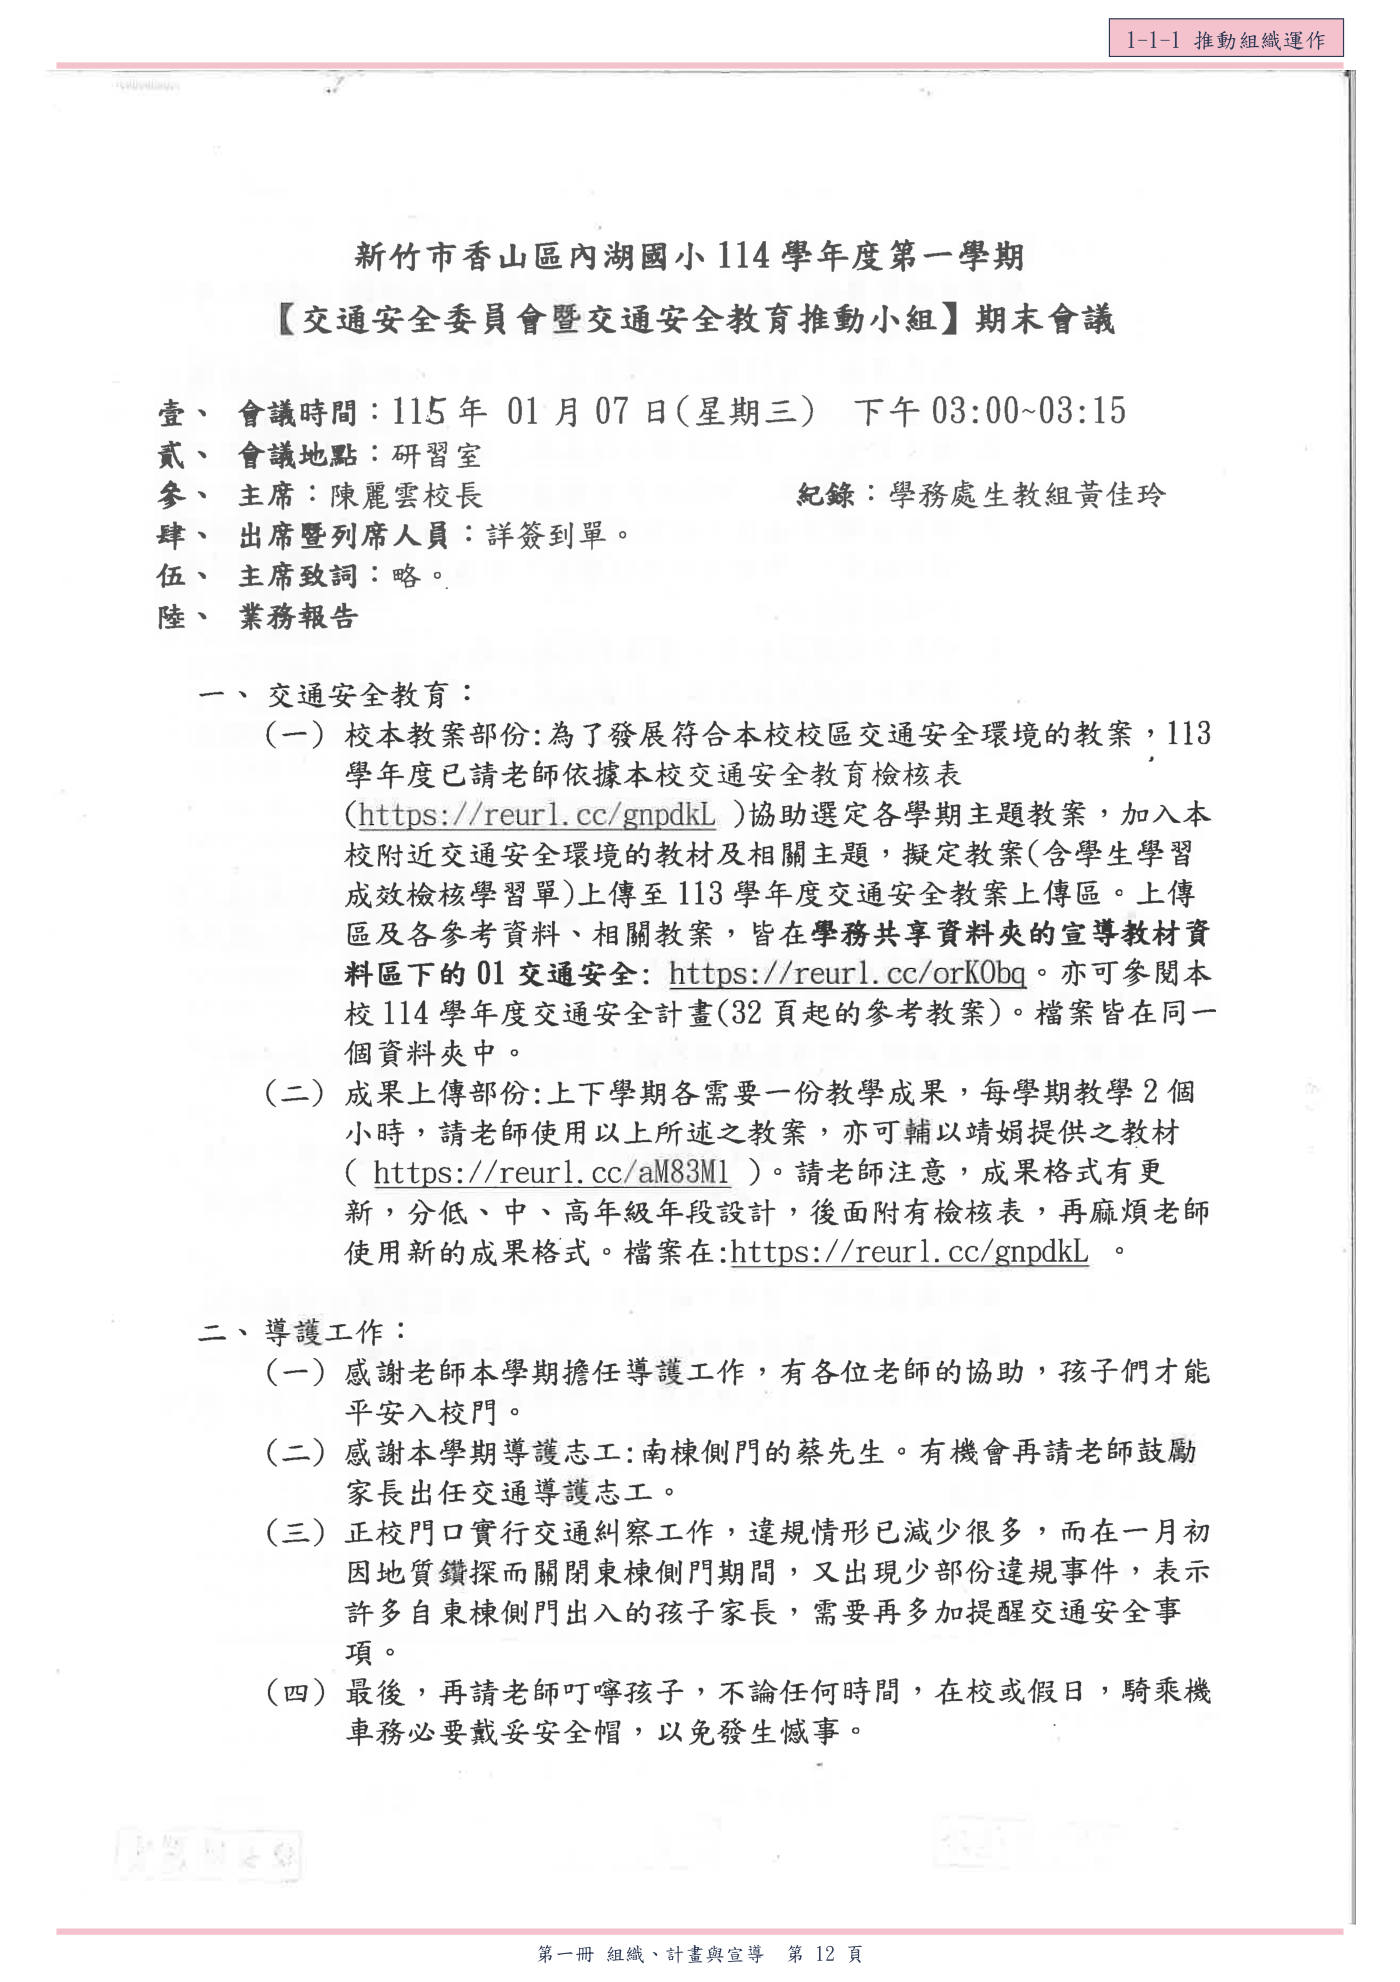 1-1-1 推動組織運作
新竹市香山區內湖國小 114 學年度第一學期
【交通安全委員會暨交通安全教育推動小組】期末會議
壹、 會議時間：115 年 01 月 07 日(星期三) 下午 03:00~03:15
貳、 會議地點：研習室
參、 主席：陳麗雲校長 紀錄：學務處生教組黃佳玲
肆、 出席暨列席人員：詳簽到單。
伍、 主席致詞：略。
陸、 業務報告
一、 交通安全教育：
(一) 校本教案部份:為了發展符合本校校區交通安全環境的教案，113
學年度已請老師依據本校交通安全教育檢核表
(https://reurl.cc/gnpdkL )協助選定各學期主題教案，加入本
校附近交通安全環境的教材及相關主題，擬定教案(含學生學習
成效檢核學習單)上傳至 113 學年度交通安全教案上傳區。上傳
區及各參考資料、相關教案，皆在學務共享資料夾的宣導教材資
料區下的 01 交通安全: https://reurl.cc/orKObq。亦可參閱本
校 114 學年度交通安全計畫(32 頁起的參考教案)。檔案皆在同一
個資料夾中。
(二) 成果上傳部份:上下學期各需要一份教學成果，每學期教學 2 個
小時，請老師使用以上所述之教案，亦可輔以靖娟提供之教材
( https://reurl.cc/aM83M1 )。請老師注意，成果格式有更
新，分低、中、高年級年段設計，後面附有檢核表，再麻煩老師
使用新的成果格式。檔案在:https://reurl.cc/gnpdkL 。
二、 導護工作：
(一) 感謝老師本學期擔任導護工作，有各位老師的協助，孩子們才能
平安入校門。
(二) 感謝本學期導護志工:南棟側門的蔡先生。有機會再請老師鼓勵
家長出任交通導護志工。
(三) 正校門口實行交通糾察工作，違規情形已減少很多，而在一月初
因地質鑽探而關閉東棟側門期間，又出現少部份違規事件，表示
許多自東棟側門出入的孩子家長，需要再多加提醒交通安全事
項。
(四) 最後，再請老師叮嚀孩子，不論任何時間，在校或假日，騎乘機
車務必要戴妥安全帽，以免發生憾事。
第一冊 組織、計畫與宣導 第 12 頁